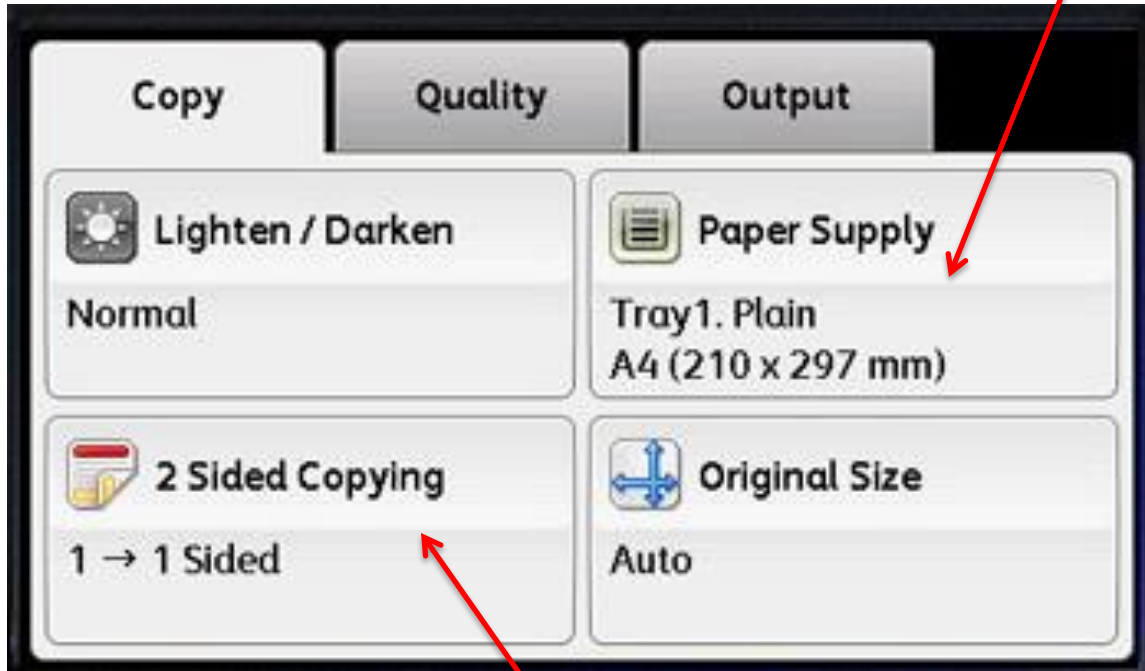 Copy
Quality
Output
Lighten / Darken
Normal
Paper Supply
Tray1. Plain
A4 (210 x 297 mm)
2 Sided Copying
1 → 1 Sided
Original Size
Auto